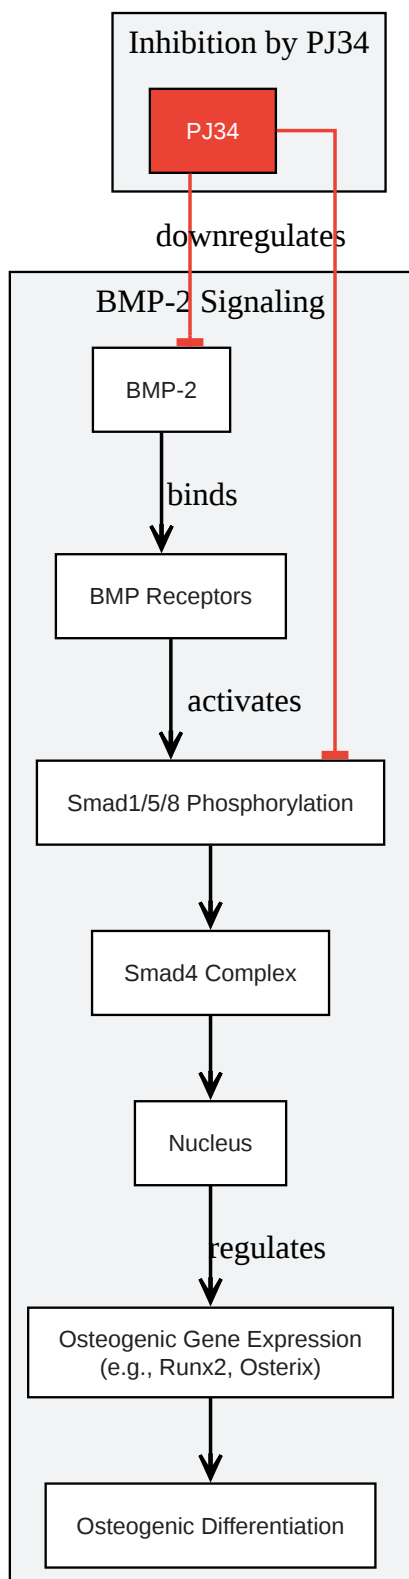 Inhibition by PJ34
PJ34
downregulates
BMP-2 Signaling
BMP-2
binds
BMP Receptors
activates
Smad1/5/8 Phosphorylation
Smad4 Complex
Nucleus
regulates
Osteogenic Gene Expression
(e.g., Runx2, Osterix)
Osteogenic Differentiation